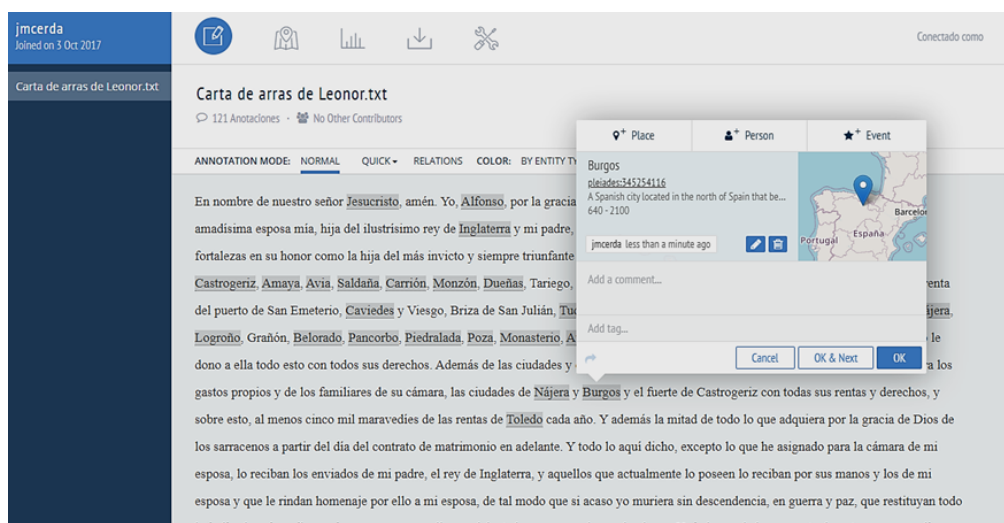 jmcerda
Joined on 3 Oct 2017
Conectado como
Carta de arras de Leonor.txt
Carta de arras de Leonor.txt
121 Anotaciones · No Other Contributors
Place Person Event
ANNOTATION MODE: NORMAL QUICK RELATIONS COLOR: BY ENTITY TY
Burgos
pleiades:345254116
A Spanish city located in the north of Spain that be...
640 - 2100
Barcelon
España
Portugal
jmcerda less than a minute ago
Add a comment...
Add tag...
Cancel OK & Next OK
En nombre de nuestro señor Jesucristo, amén. Yo, Alfonso, por la gracia
amadísima esposa mía, hija del ilustrisimo rey de Inglaterra y mi padre,
fortalezas en su honor como la hija del más invicto y siempre triunfante
Castrogeriz, Amaya, Avia, Saldaña, Carrión, Monzón, Dueñas, Tariego, enta
del puerto de San Emeterio, Caviedes y Viesgo, Briza de San Julián, Tu ájera,
Logroño, Grañón, Belorado, Pancorbo, Piedralada, Poza, Monasterio, A le
dono a ella todo esto con todos sus derechos. Además de las ciudades y a los
gastos propios y de los familiares de su cámara, las ciudades de Nájera y Burgos y el fuerte de Castrogeriz con todas sus rentas y derechos, y
sobre esto, al menos cinco mil maravedíes de las rentas de Toledo cada año. Y además la mitad de todo lo que adquiera por la gracia de Dios de
los sarracenos a partir del día del contrato de matrimonio en adelante. Y todo lo aquí dicho, excepto lo que he asignado para la cámara de mi
esposa, lo reciban los enviados de mi padre, el rey de Inglaterra, y aquellos que actualmente lo poseen lo reciban por sus manos y los de mi
esposa y que le rindan homenaje por ello a mi esposa, de tal modo que si acaso yo muriera sin descendencia, en guerra y paz, que restituyan todo